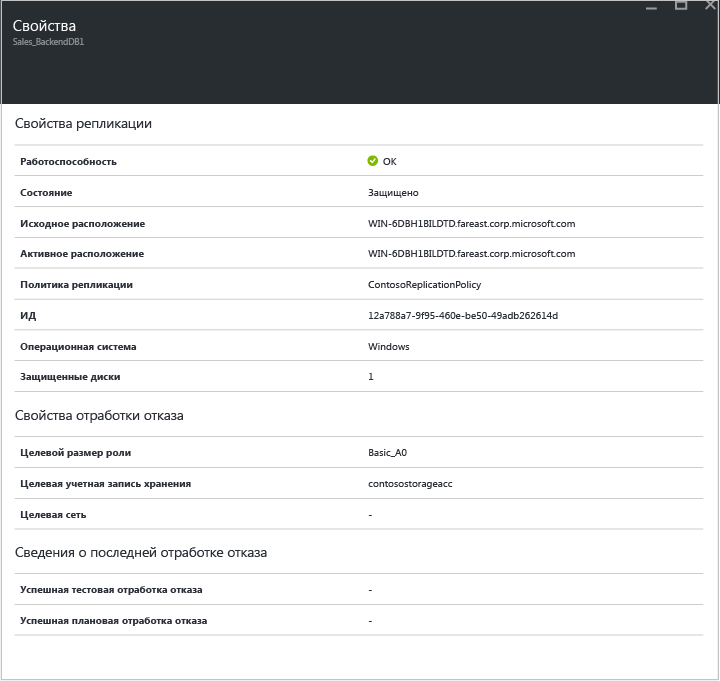 Свойства
Sales_BackendDB1
Свойства репликации
Работоспособность OK
Состояние Защищено
Исходное расположение WIN-6DBH1BILDTD.fareast.corp.microsoft.com
Активное расположение WIN-6DBH1BILDTD.fareast.corp.microsoft.com
Политика репликации ContosoReplicationPolicy
ИД 12a788a7-9f95-460e-be50-49adb262614d
Операционная система Windows
Защищенные диски 1
Свойства отработки отказа
Целевой размер роли Basic_A0
Целевая учетная запись хранения contosostorageacc
Целевая сеть -
Сведения о последней отработке отказа
Успешная тестовая отработка отказа -
Успешная плановая отработка отказа -